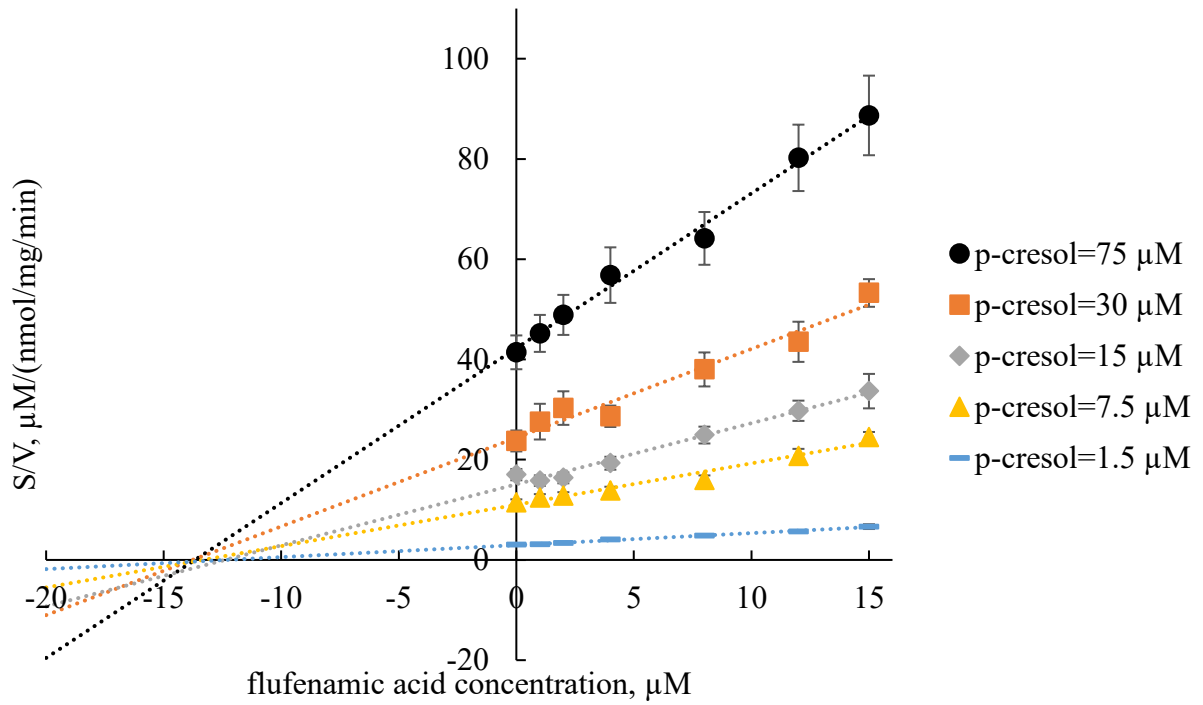 100
80
60
40
20
0
-20
-20
-15
-10
-5
0
5
10
15
S/V, µM/(nmol/mg/min)
flufenamic acid concentration, µM
p-cresol=75 µM
p-cresol=30 µM
p-cresol=15 µM
p-cresol=7.5 µM
p-cresol=1.5 µM